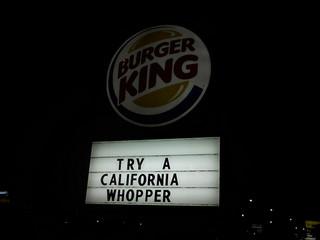 BURGER
KING
TRY A
CALIFORNIA
WHOPPER